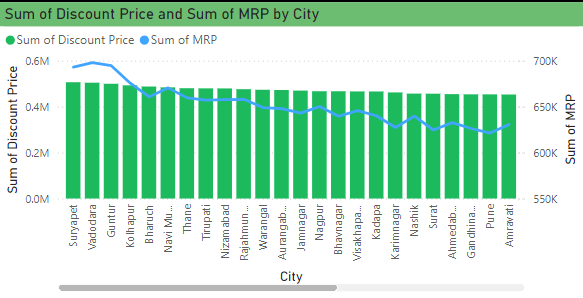 Sum of Discount Price and Sum of MRP by City
Sum of Discount Price Sum of MRP
Sum of Discount Price
0.6M
0.4M
0.2M
0.0M
700K
650K
600K
550K
Sum of MRP
Suryapet
Vadodara
Guntur
Kolhapur
Bharuch
Navi Mu...
Thane
Tirupati
Nizamabad
Rajahmun...
Warangal
Aurangab...
Jamnagar
Nagpur
Bhavnagar
Visakhapa...
Kadapa
Karimnagar
Nashik
Surat
Ahmedab...
Gandhina...
Pune
Amravati
City